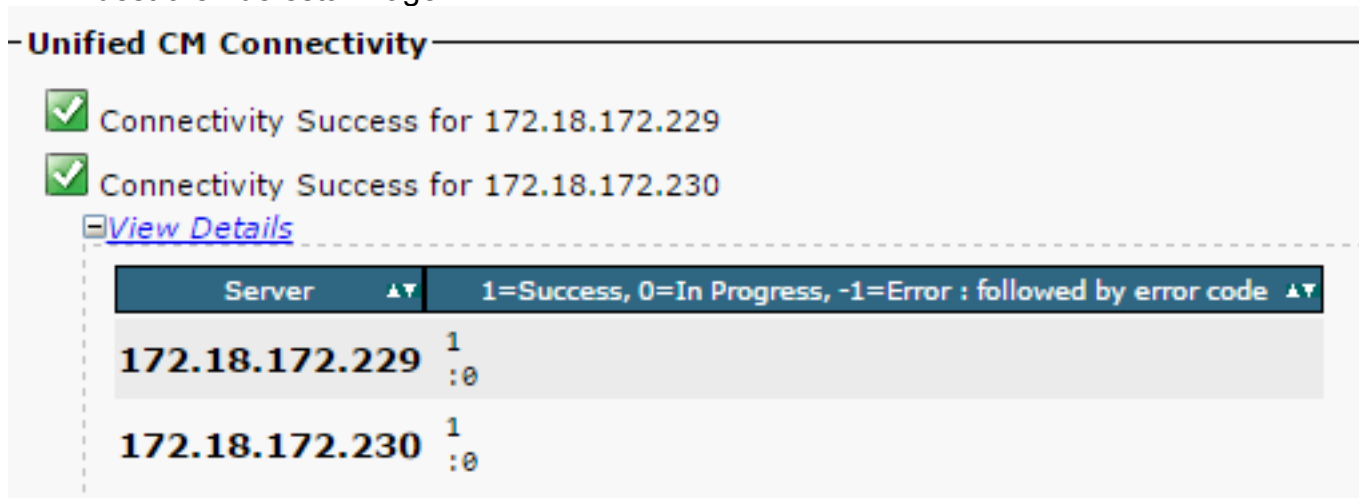 Unified CM Connectivity
Connectivity Success for 172.18.172.229
Connectivity Success for 172.18.172.230
View Details
Server 1=Success, 0=In Progress, -1=Error : followed by error code
172.18.172.229 1
:0
172.18.172.230 1
:0